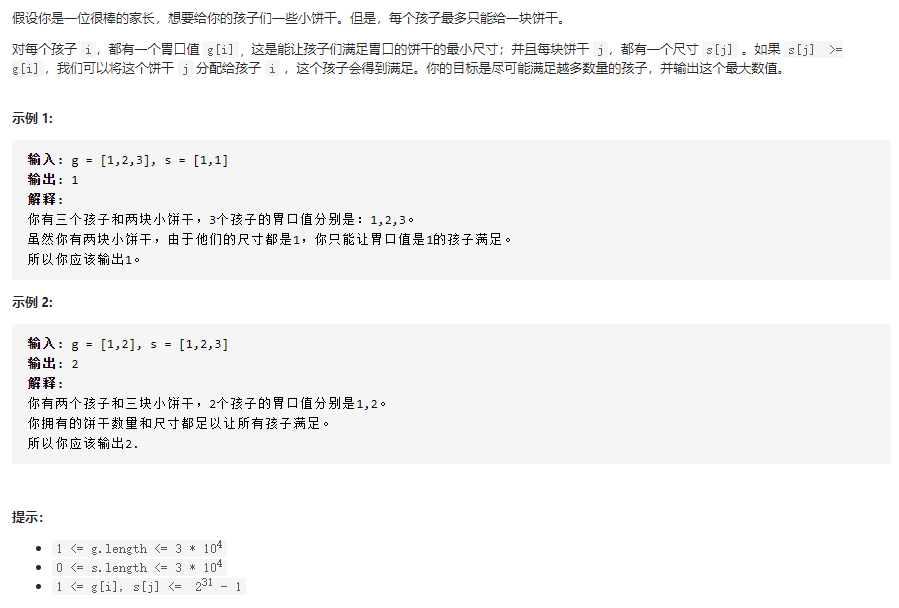 假设你是一位很棒的家长，想要给你的孩子们一些小饼干。但是，每个孩子最多只能给一块饼干。
对每个孩子 i，都有一个胃口值 g[i]，这是能让孩子们满足胃口的饼干的最小尺寸；并且每块饼干 j，都有一个尺寸 s[j] 。如果 s[j] >=
g[i]，我们可以将这个饼干 j 分配给孩子 i ，这个孩子会得到满足。你的目标是尽可能满足越多数量的孩子，并输出这个最大数值。
示例 1:
输入: g = [1,2,3], s = [1,1]
输出: 1
解释:
你有三个孩子和两块小饼干，3个孩子的胃口值分别是：1,2,3。
虽然你有两块小饼干，由于他们的尺寸都是1，你只能让胃口值是1的孩子满足。
所以你应该输出1。
示例 2:
输入: g = [1,2], s = [1,2,3]
输出: 2
解释:
你有两个孩子和三块小饼干，2个孩子的胃口值分别是1,2。
你拥有的饼干数量和尺寸都足以让所有孩子满足。
所以你应该输出2.
提示：
• 1 <= g.length <= 3 * 10⁴
• 0 <= s.length <= 3 * 10⁴
• 1 <= g[i], s[j] <= 2³¹ - 1